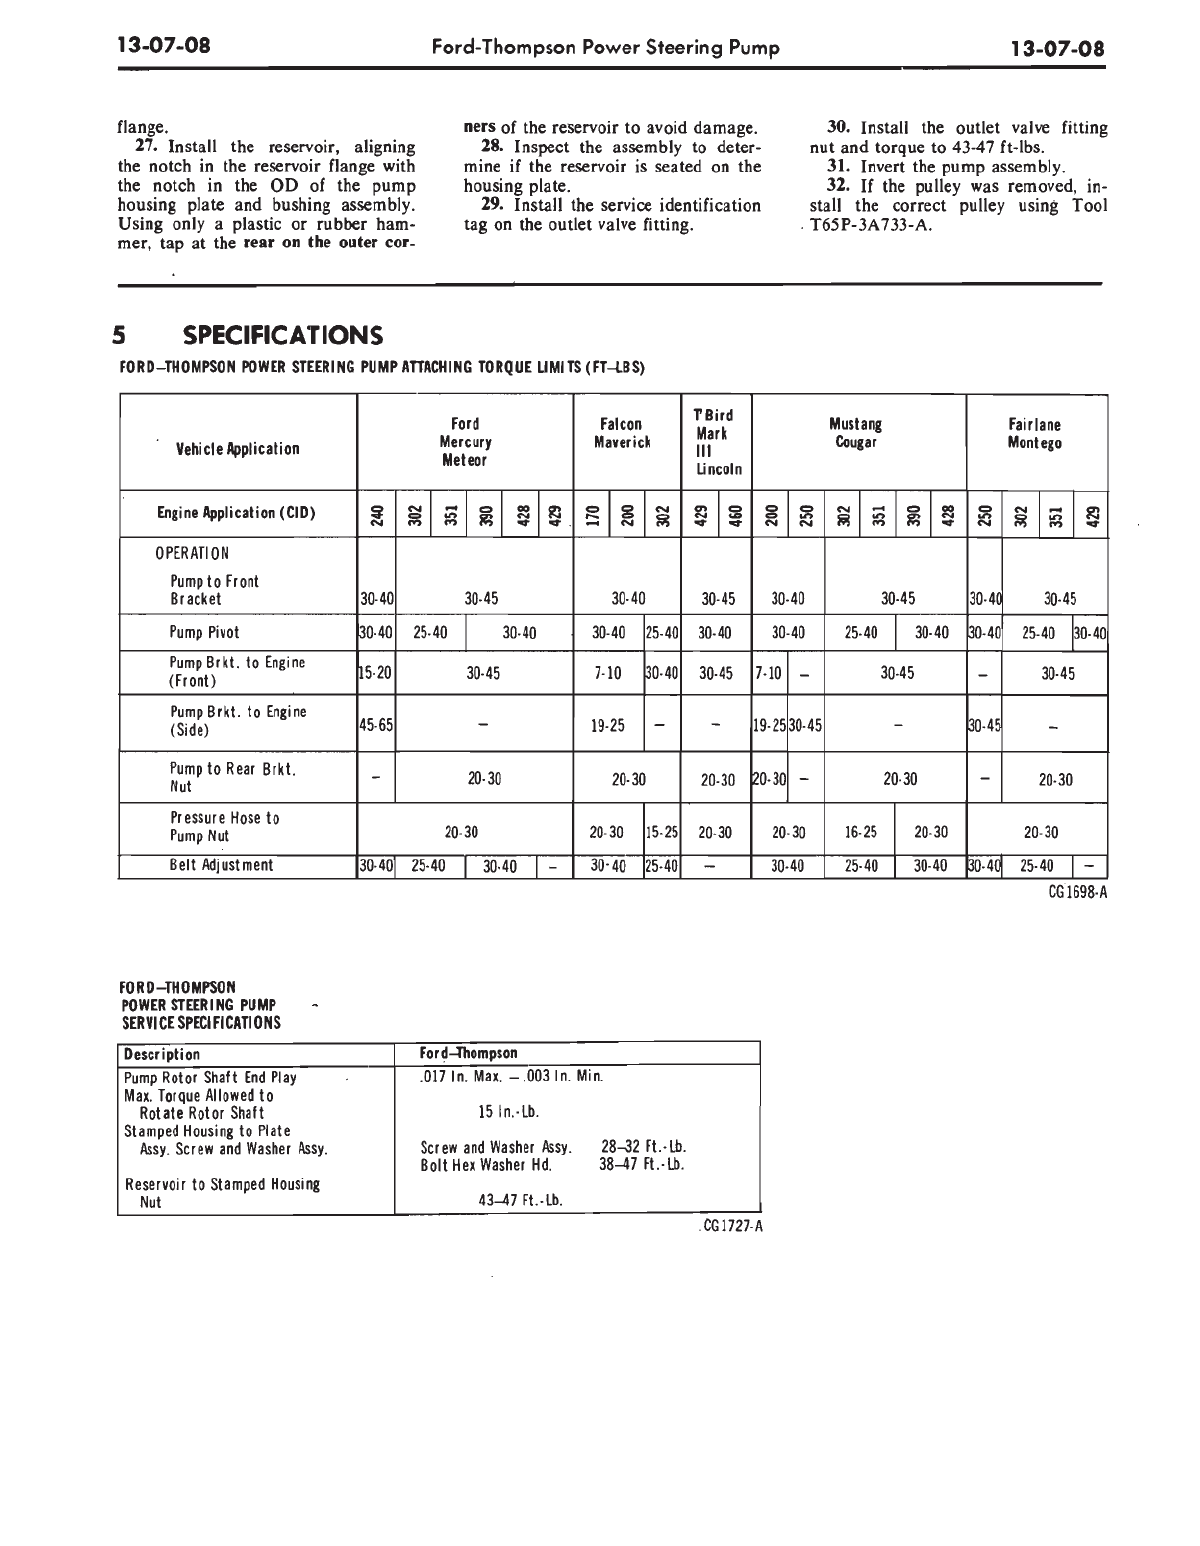 13-07-08 Ford-Thompson Power Steering Pump 13-07-08
flange.
27. Install the reservoir, aligning
the notch in the reservoir flange with
the notch in the OD of the pump
housing plate and bushing assembly.
Using only a plastic or rubber ham-
mer, tap at the rear on the outer cor-
ners of the reservoir to avoid damage.
28. Inspect the assembly to deter-
mine if the reservoir is seated on the
housing plate.
29. Install the service identification
tag on the outlet valve fitting.
30. Install the outlet valve fitting
nut and torque to 43-47 ft-lbs.
31. Invert the pump assembly.
32. If the pulley was removed, in-
stall the correct pulley using Tool
T65P-3A733-A.
5 SPECIFICATIONS
FORD–THOMPSON POWER STEERING PUMP ATTACHING TORQUE LIMITS (FT–LBS)
Vehicle Application
Ford
Mercury
Meteor
Falcon
Maverick
T'Bird
Mark
III
Lincoln
Mustang
Cougar
Fairlane
Montego
Engine Application (CID) 240 302 351 390 428 429 170 200 302 429 460 200 250 302 351 390 428 250 302 351 429
OPERATION
Pump to Front
Bracket 30-40 30-45 30-40 30-45 30-40 30-45 30-40 30-45
Pump Pivot 30-40 25-40 30-40 30-40 25-40 30-40 30-40 25-40 30-40 30-40 25-40 30-40
Pump Brkt. to Engine
(Front) 15-20 30-45 7-10 30-40 30-45 7-10 – 30-45 – 30-45
Pump Brkt. to Engine
(Side) 45-65 – 19-25 – – 19-25 30-45 – 30-45 –
Pump to Rear Brkt.
Nut – 20-30 20-30 20-30 20-30 – 20-30 – 20-30
Pressure Hose to
Pump Nut 20-30 20-30 15-25 20-30 20-30 16-25 20-30 20-30
Belt Adjustment 30-40 25-40 30-40 – 30-40 25-40 – 30-40 25-40 30-40 30-40 25-40 –
CG1698-A
FORD–THOMPSON
POWER STEERING PUMP
SERVICE SPECIFICATIONS
Description Ford–Thompson
Pump Rotor Shaft End Play .017 In. Max. – .003 In. Min.
Max. Torque Allowed to
Rotate Rotor Shaft 15 In.-Lb.
Stamped Housing to Plate
Assy. Screw and Washer Assy. Screw and Washer Assy. 28–32 Ft.-Lb.
Bolt Hex Washer Hd. 38–47 Ft.-Lb.
Reservoir to Stamped Housing
Nut 43–47 Ft.-Lb.
CG1727-A